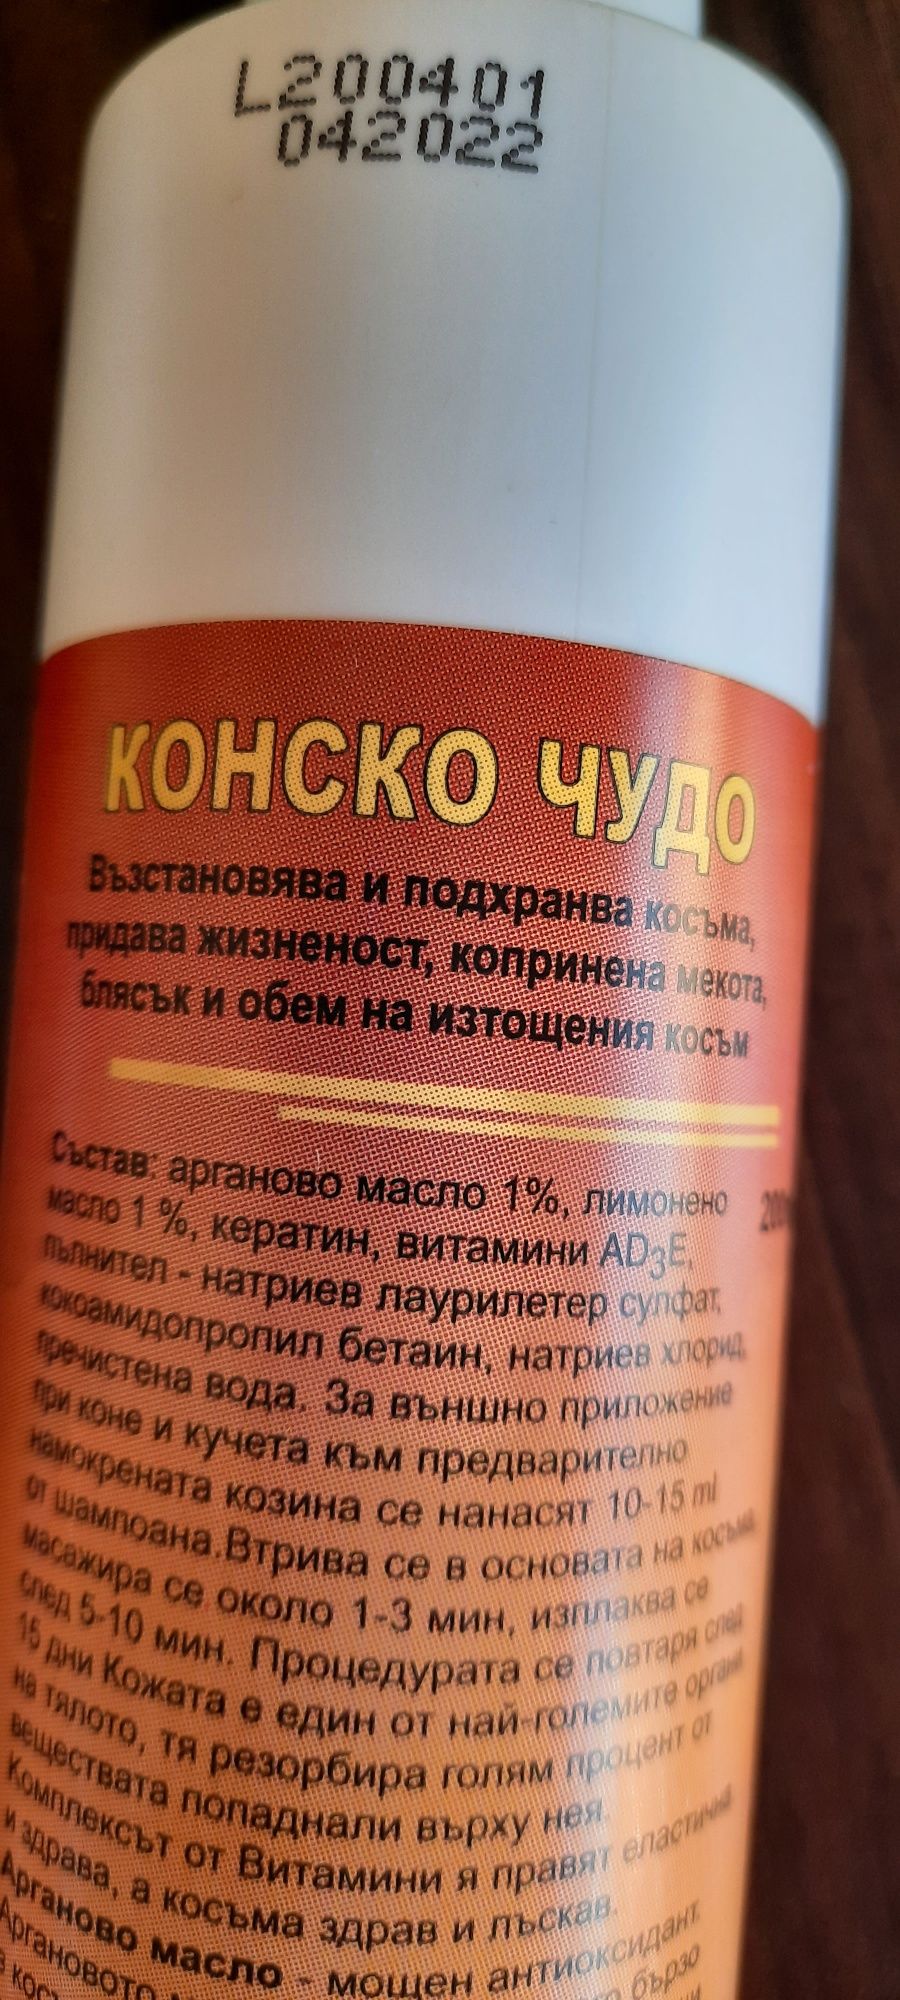 L200401
042022
КОНСКО ЧУДО
Възстановява и подхранва косъма,
придава жизненост, копринена мекота,
блясък и обем на изтощения косъм
Състав: арганово масло 1%, лимонено
масло 1 %, кератин, витамини AD3E,
пълнител - натриев лаурилетер сулфат,
кокоамидопропил бетаин, натриев хлорид,
пречистена вода. За външно приложение
при коне и кучета към предварително
намокрената козина се нанасят 10-15 ml
от шампоана.Втрива се в основата на косъма,
масажира се около 1-3 мин, изплаква се
след 5-10 мин. Процедурата се повтаря след
15 дни Кожата е един от най-големите органи
на тялото, тя резорбира голям процент от
веществата попаднали върху нея.
Комплексът от Витамини я правят еластична
и здрава, а косъма здрав и лъскав.
Арганово масло - мощен антиоксидант.
Аргановото бързо